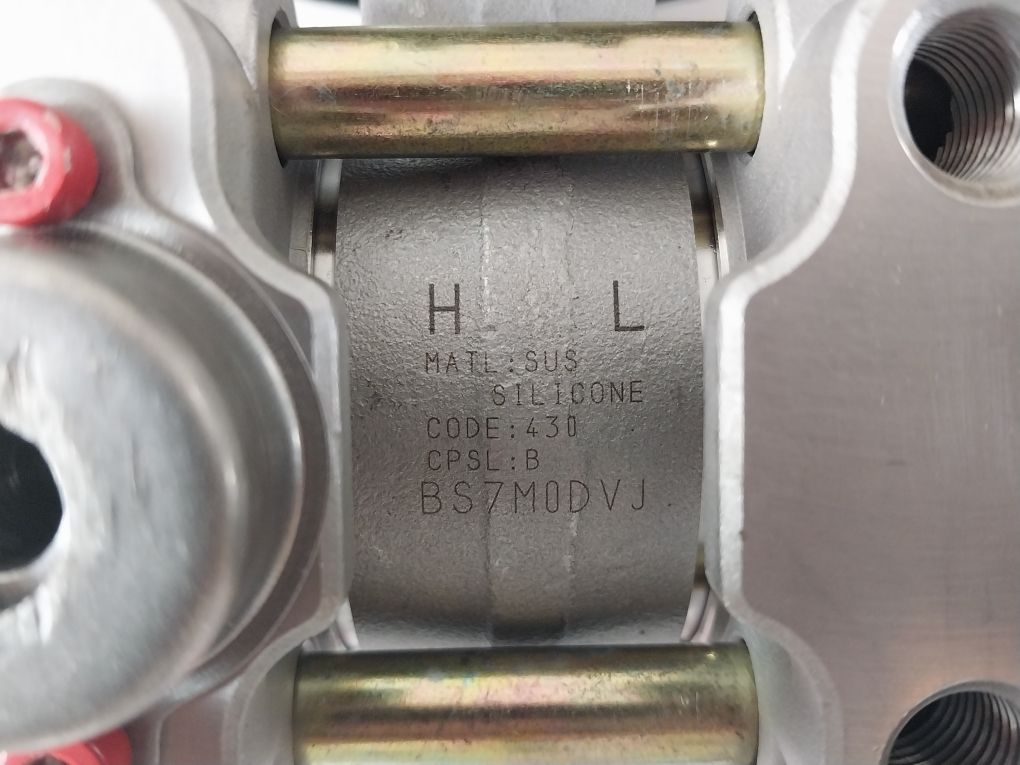 H L
MATL:SUS
SILICONE
CODE:430
CPSL:B
BS7M0DVJ